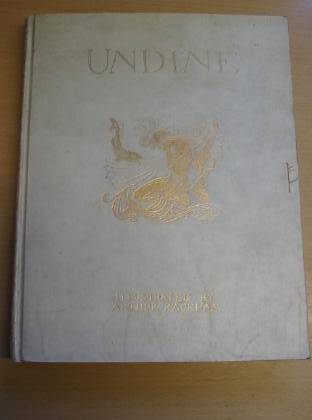 UNDINE
ILLUSTRATED BY
ARTHUR RACKHAM